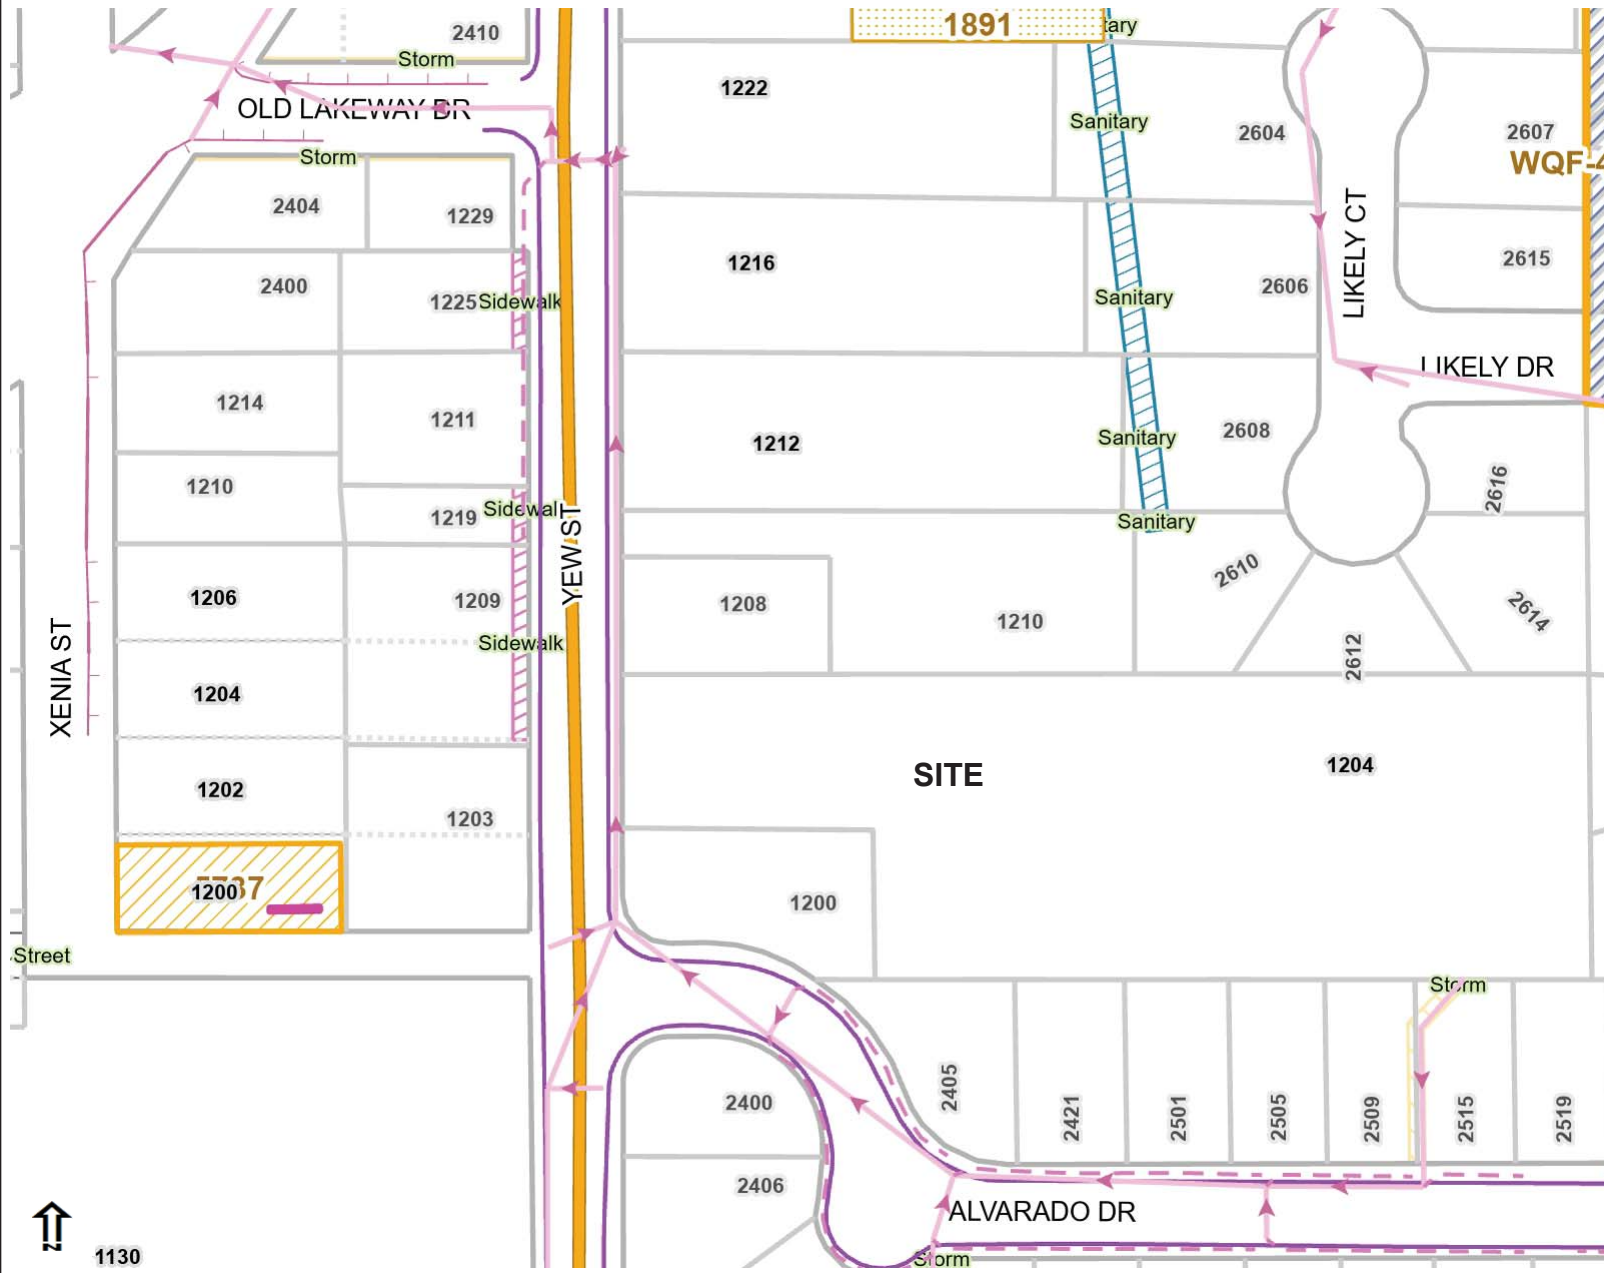 1891
2410
Storm
1222
Sanitary
2604
2607
WQF-4
OLD LAKEWAY DR
Storm
2404
1229
LIKELY CT
1216
2606
2615
2400
1225
Sidewalk
Sanitary
LIKELY DR
1214
1211
1212
Sanitary
2608
1210
1219
YEW ST
Sanitary
2616
1206
1209
1208
1210
2610
2612
2614
Sidewalk
XENIA ST
1204
SITE
1204
1202
1203
1200
1200
Street
Storm
2400
2405
2421
2501
2505
2509
2515
2519
2406
ALVARADO DR
N
1130
Storm